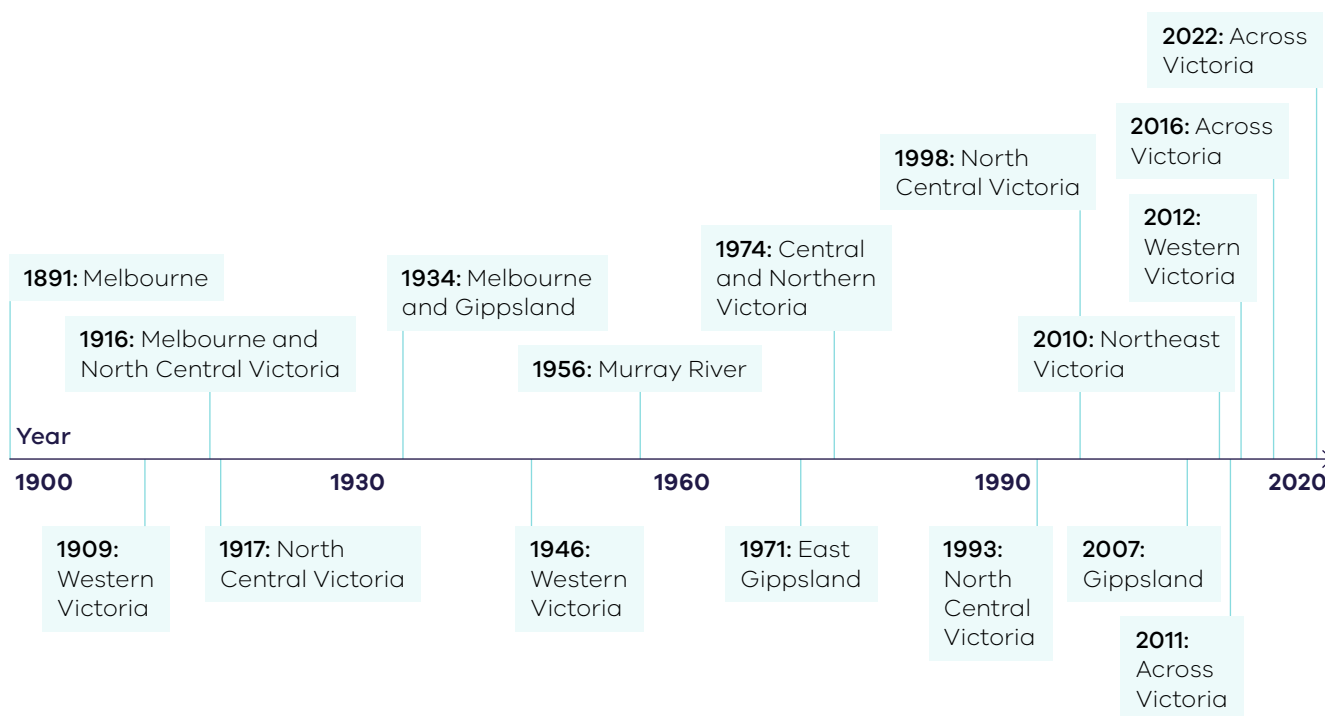 2022: Across
Victoria
2016: Across
Victoria
1998: North
Central Victoria
2012:
Western
Victoria
1974: Central
and Northern
Victoria
1891: Melbourne
1934: Melbourne
and Gippsland
1916: Melbourne and
North Central Victoria
2010: Northeast
Victoria
1956: Murray River
Year
1900
1930
1960
1990
2020
1909:
Western
Victoria
1917: North
Central Victoria
1946:
Western
Victoria
1971: East
Gippsland
1993:
North
Central
Victoria
2007:
Gippsland
2011:
Across
Victoria